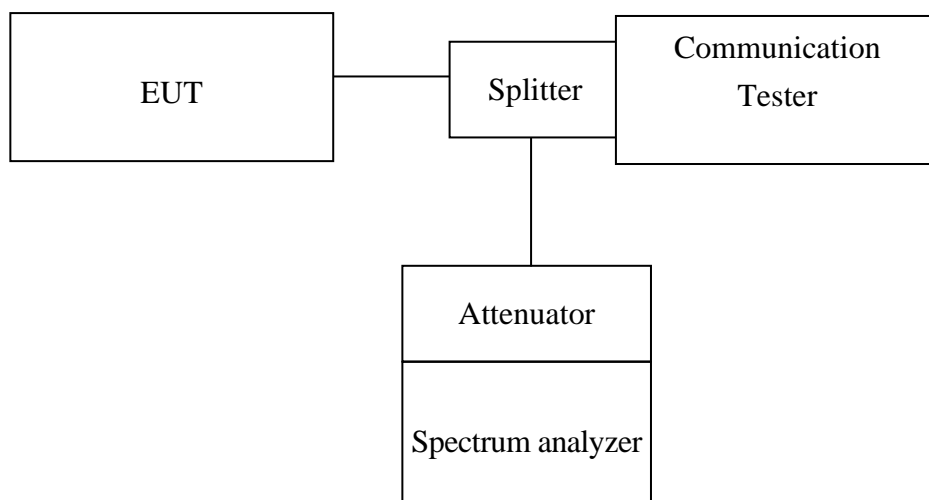 EUT
Splitter
Communication
Tester
Attenuator
Spectrum analyzer